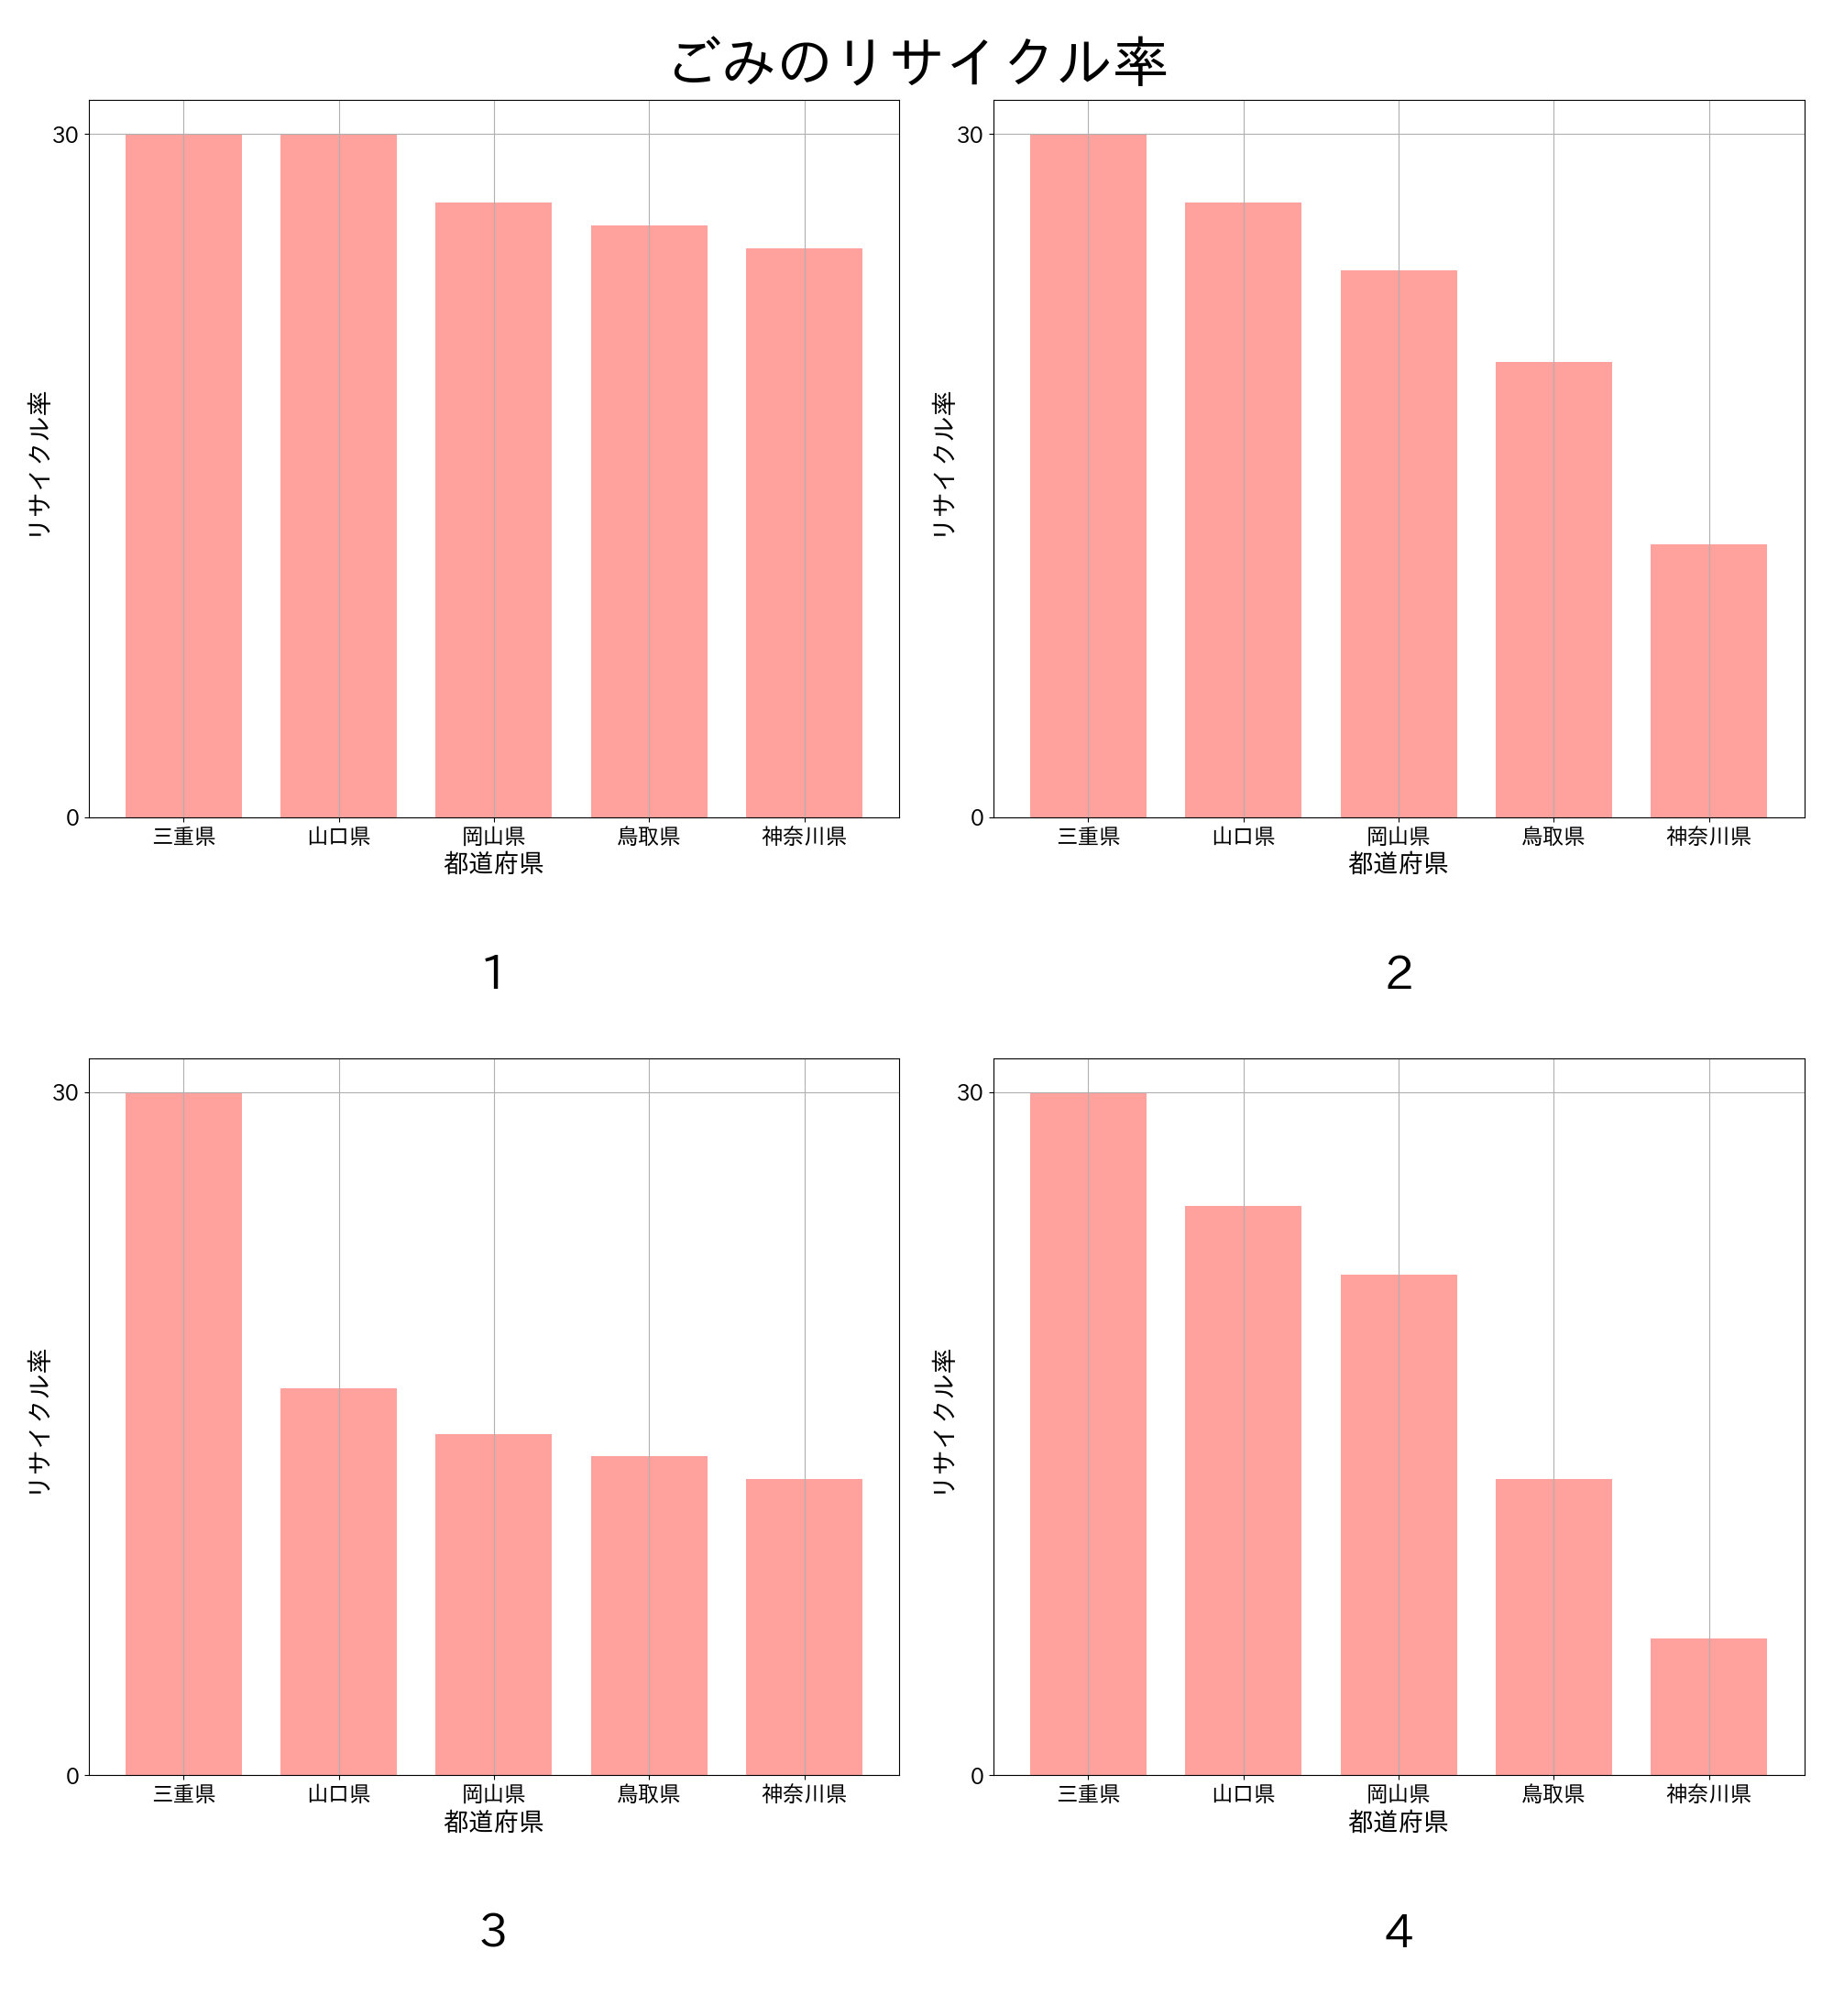 ごみのリサイクル率
30
0
リサイクル率
三重県 山口県 岡山県 鳥取県 神奈川県
都道府県
1
30
0
リサイクル率
三重県 山口県 岡山県 鳥取県 神奈川県
都道府県
2
30
0
リサイクル率
三重県 山口県 岡山県 鳥取県 神奈川県
都道府県
3
30
0
リサイクル率
三重県 山口県 岡山県 鳥取県 神奈川県
都道府県
4